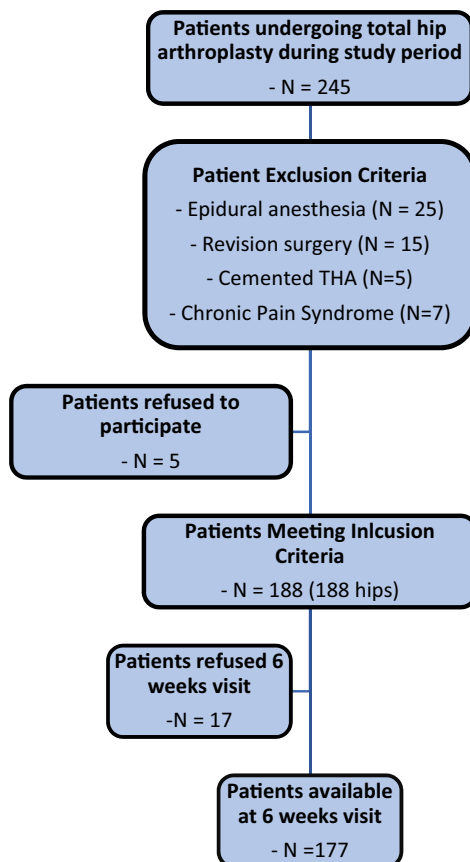 Patients undergoing total hip
arthroplasty during study period
- N = 245
Patient Exclusion Criteria
- Epidural anesthesia (N = 25)
- Revision surgery (N = 15)
- Cemented THA (N=5)
- Chronic Pain Syndrome (N=7)
Patients refused to
participate
- N = 5
Patients Meeting Inlcusion
Criteria
- N = 188 (188 hips)
Patients refused 6
weeks visit
-N = 17
Patients available
at 6 weeks visit
- N =177